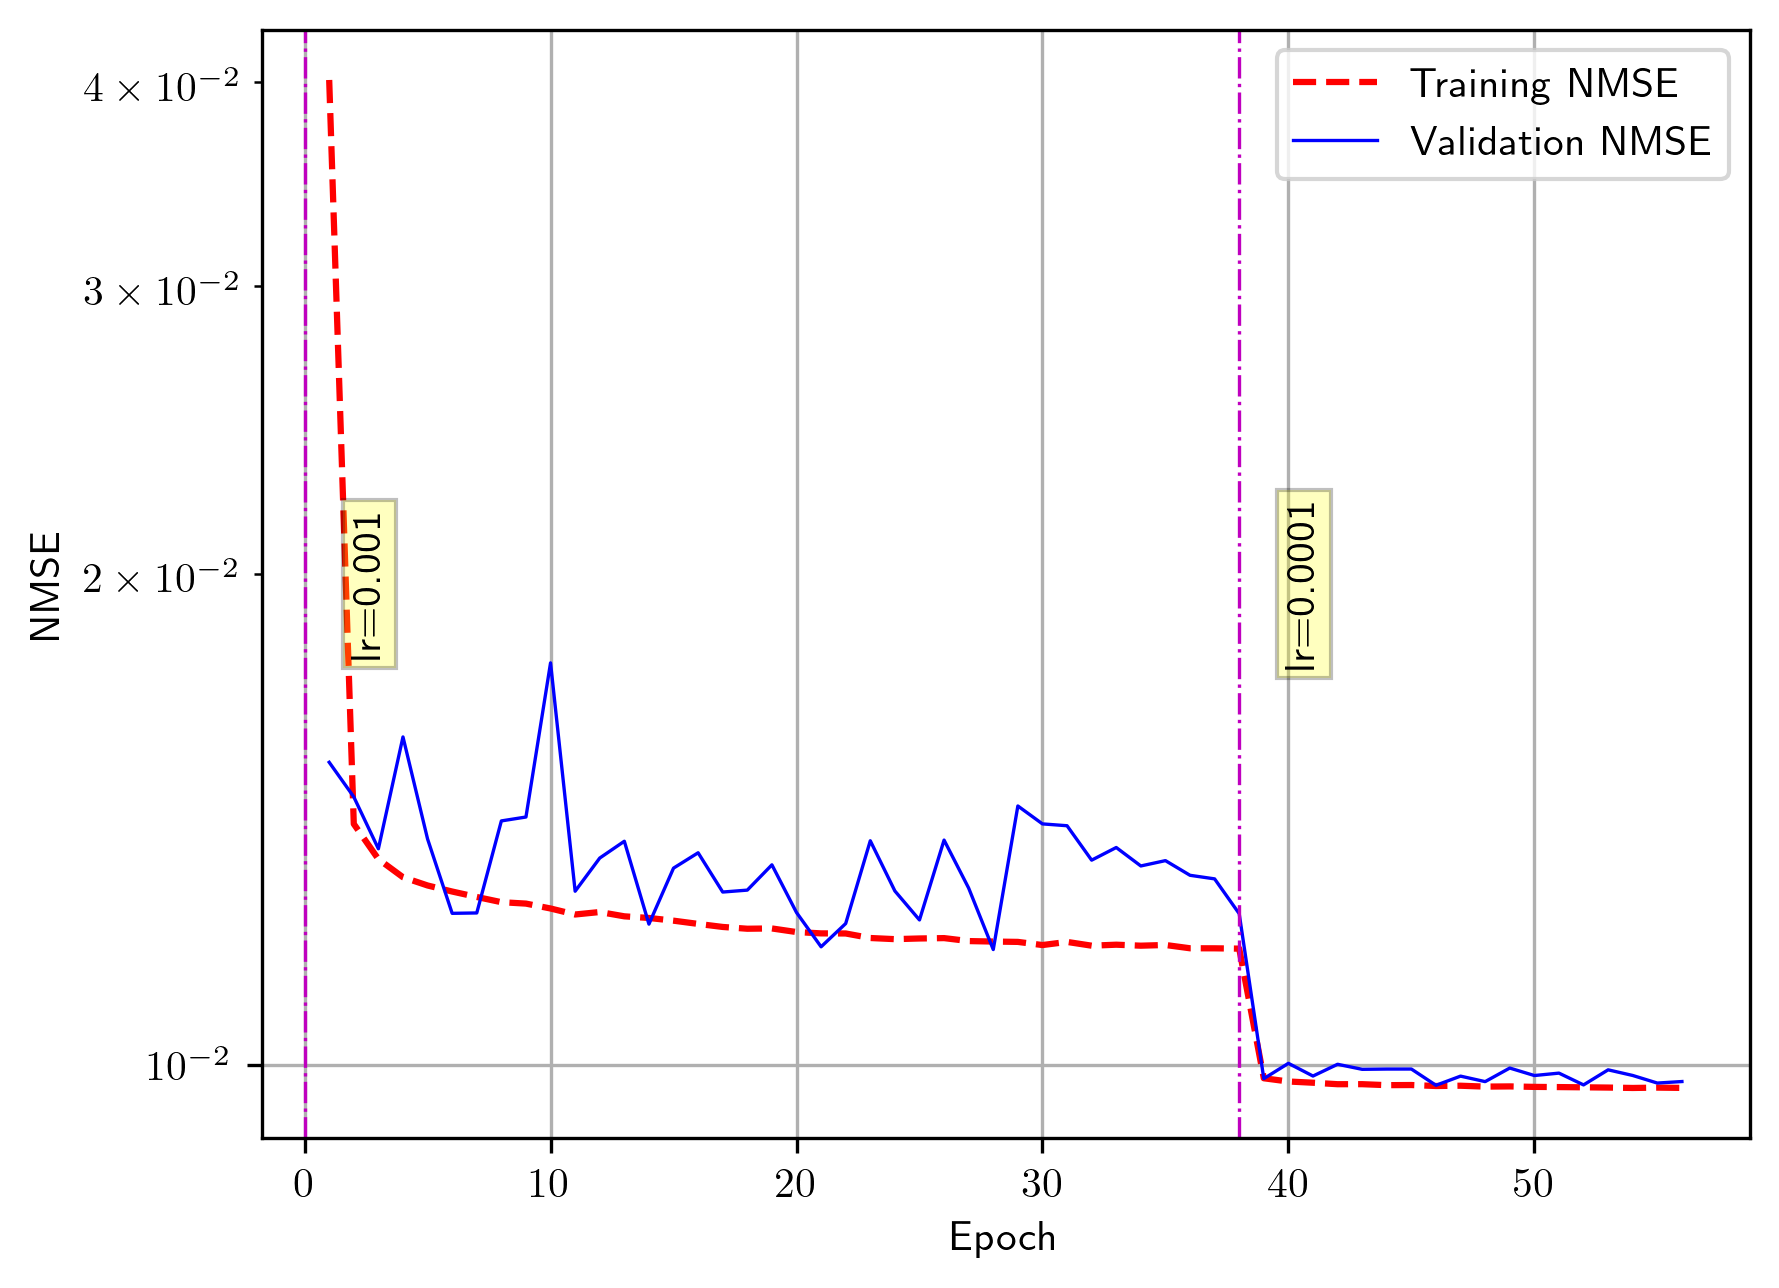 4 × 10⁻²
3 × 10⁻²
2 × 10⁻²
10⁻²
NMSE
Training NMSE
Validation NMSE
lr=0.001
lr=0.0001
0 10 20 30 40 50
Epoch